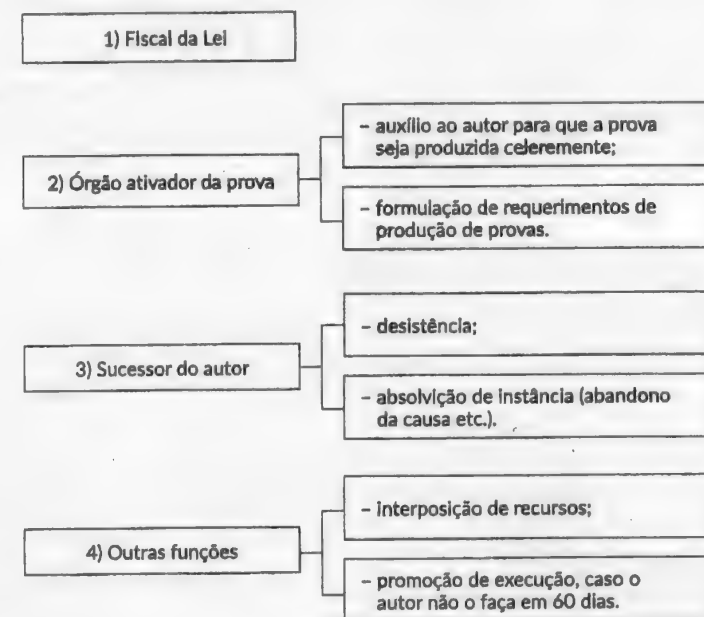 1) Fiscal da Lei
2) Órgão ativador da prova
– auxílio ao autor para que a prova
seja produzida celeremente;
– formulação de requerimentos de
produção de provas.
3) Sucessor do autor
– desistência;
– absolvição de instância (abandono
da causa etc.).
4) Outras funções
– interposição de recursos;
– promoção de execução, caso o
autor não o faça em 60 dias.